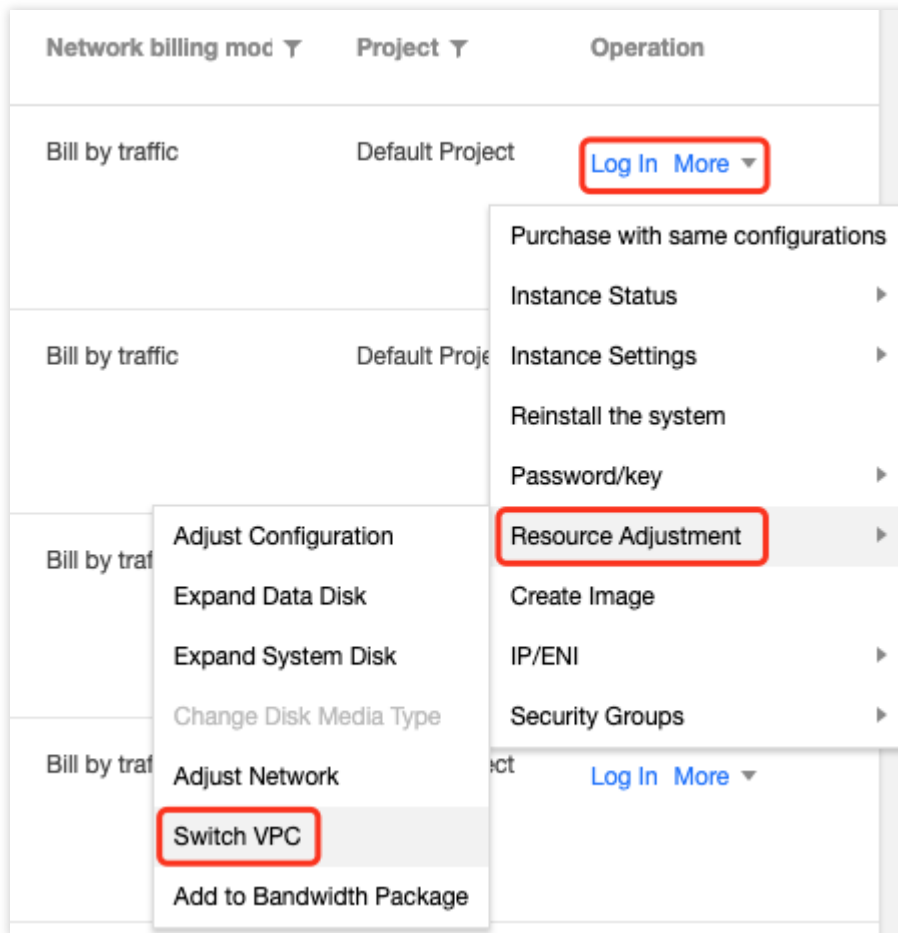 Network billing mod Project Operation
Bill by traffic Default Project Log In More
Purchase with same configurations
Instance Status
Bill by traffic Default Proje Instance Settings
Reinstall the system
Password/key
Adjust Configuration Resource Adjustment
Bill by traf
Expand Data Disk Create Image
Expand System Disk IP/ENI
Change Disk Media Type Security Groups
Bill by traf Adjust Network ect Log In More
Switch VPC
Add to Bandwidth Package